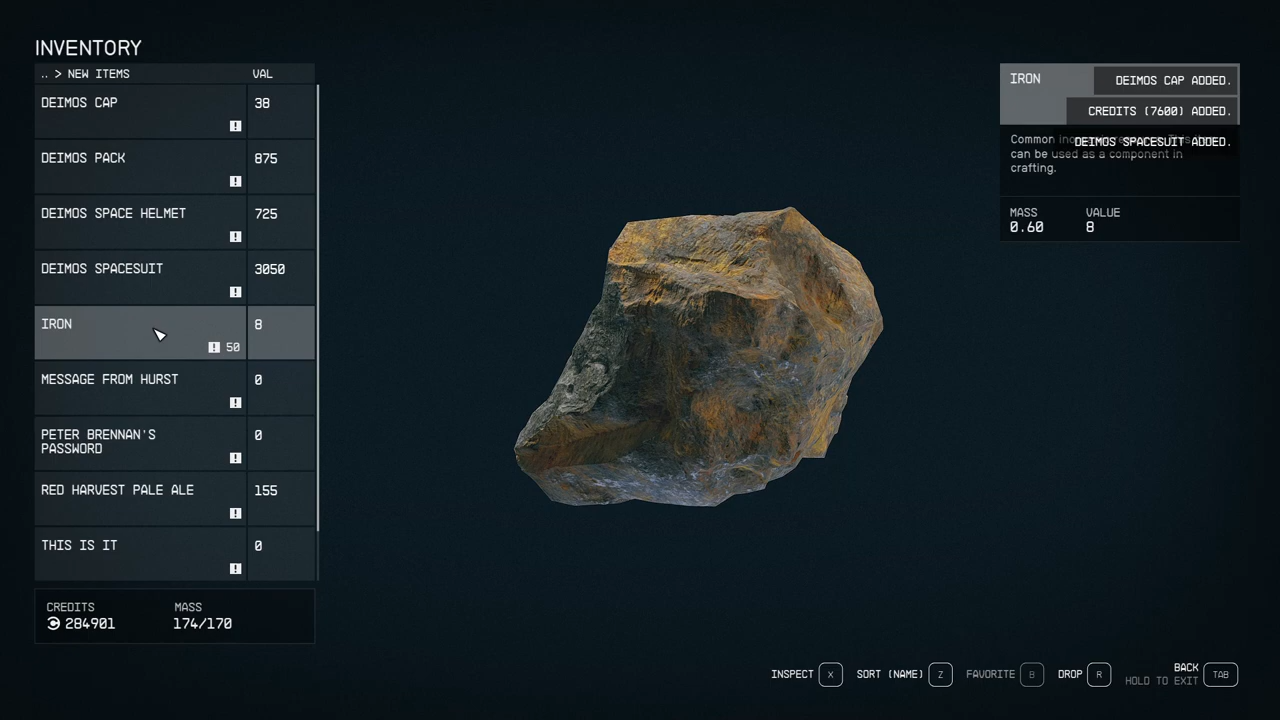 INVENTORY
.. > NEW ITEMS VAL
DEIMOS CAP 38
!
DEIMOS PACK 875
!
DEIMOS SPACE HELMET 725
!
DEIMOS SPACESUIT 3050
!
IRON 8
! 50
MESSAGE FROM HURST 0
!
PETER BRENNAN'S 0
PASSWORD
!
RED HARVEST PALE ALE 155
!
THIS IS IT 0
!
CREDITS MASS
284901 174/170
IRON
DEIMOS CAP ADDED.
CREDITS (7600) ADDED.
DEIMOS SPACESUIT ADDED.
Common
can be used as a component in
crafting.
MASS VALUE
0.60 8
INSPECT X SORT (NAME) Z FAVORITE B DROP R BACK TAB
HOLD TO EXIT